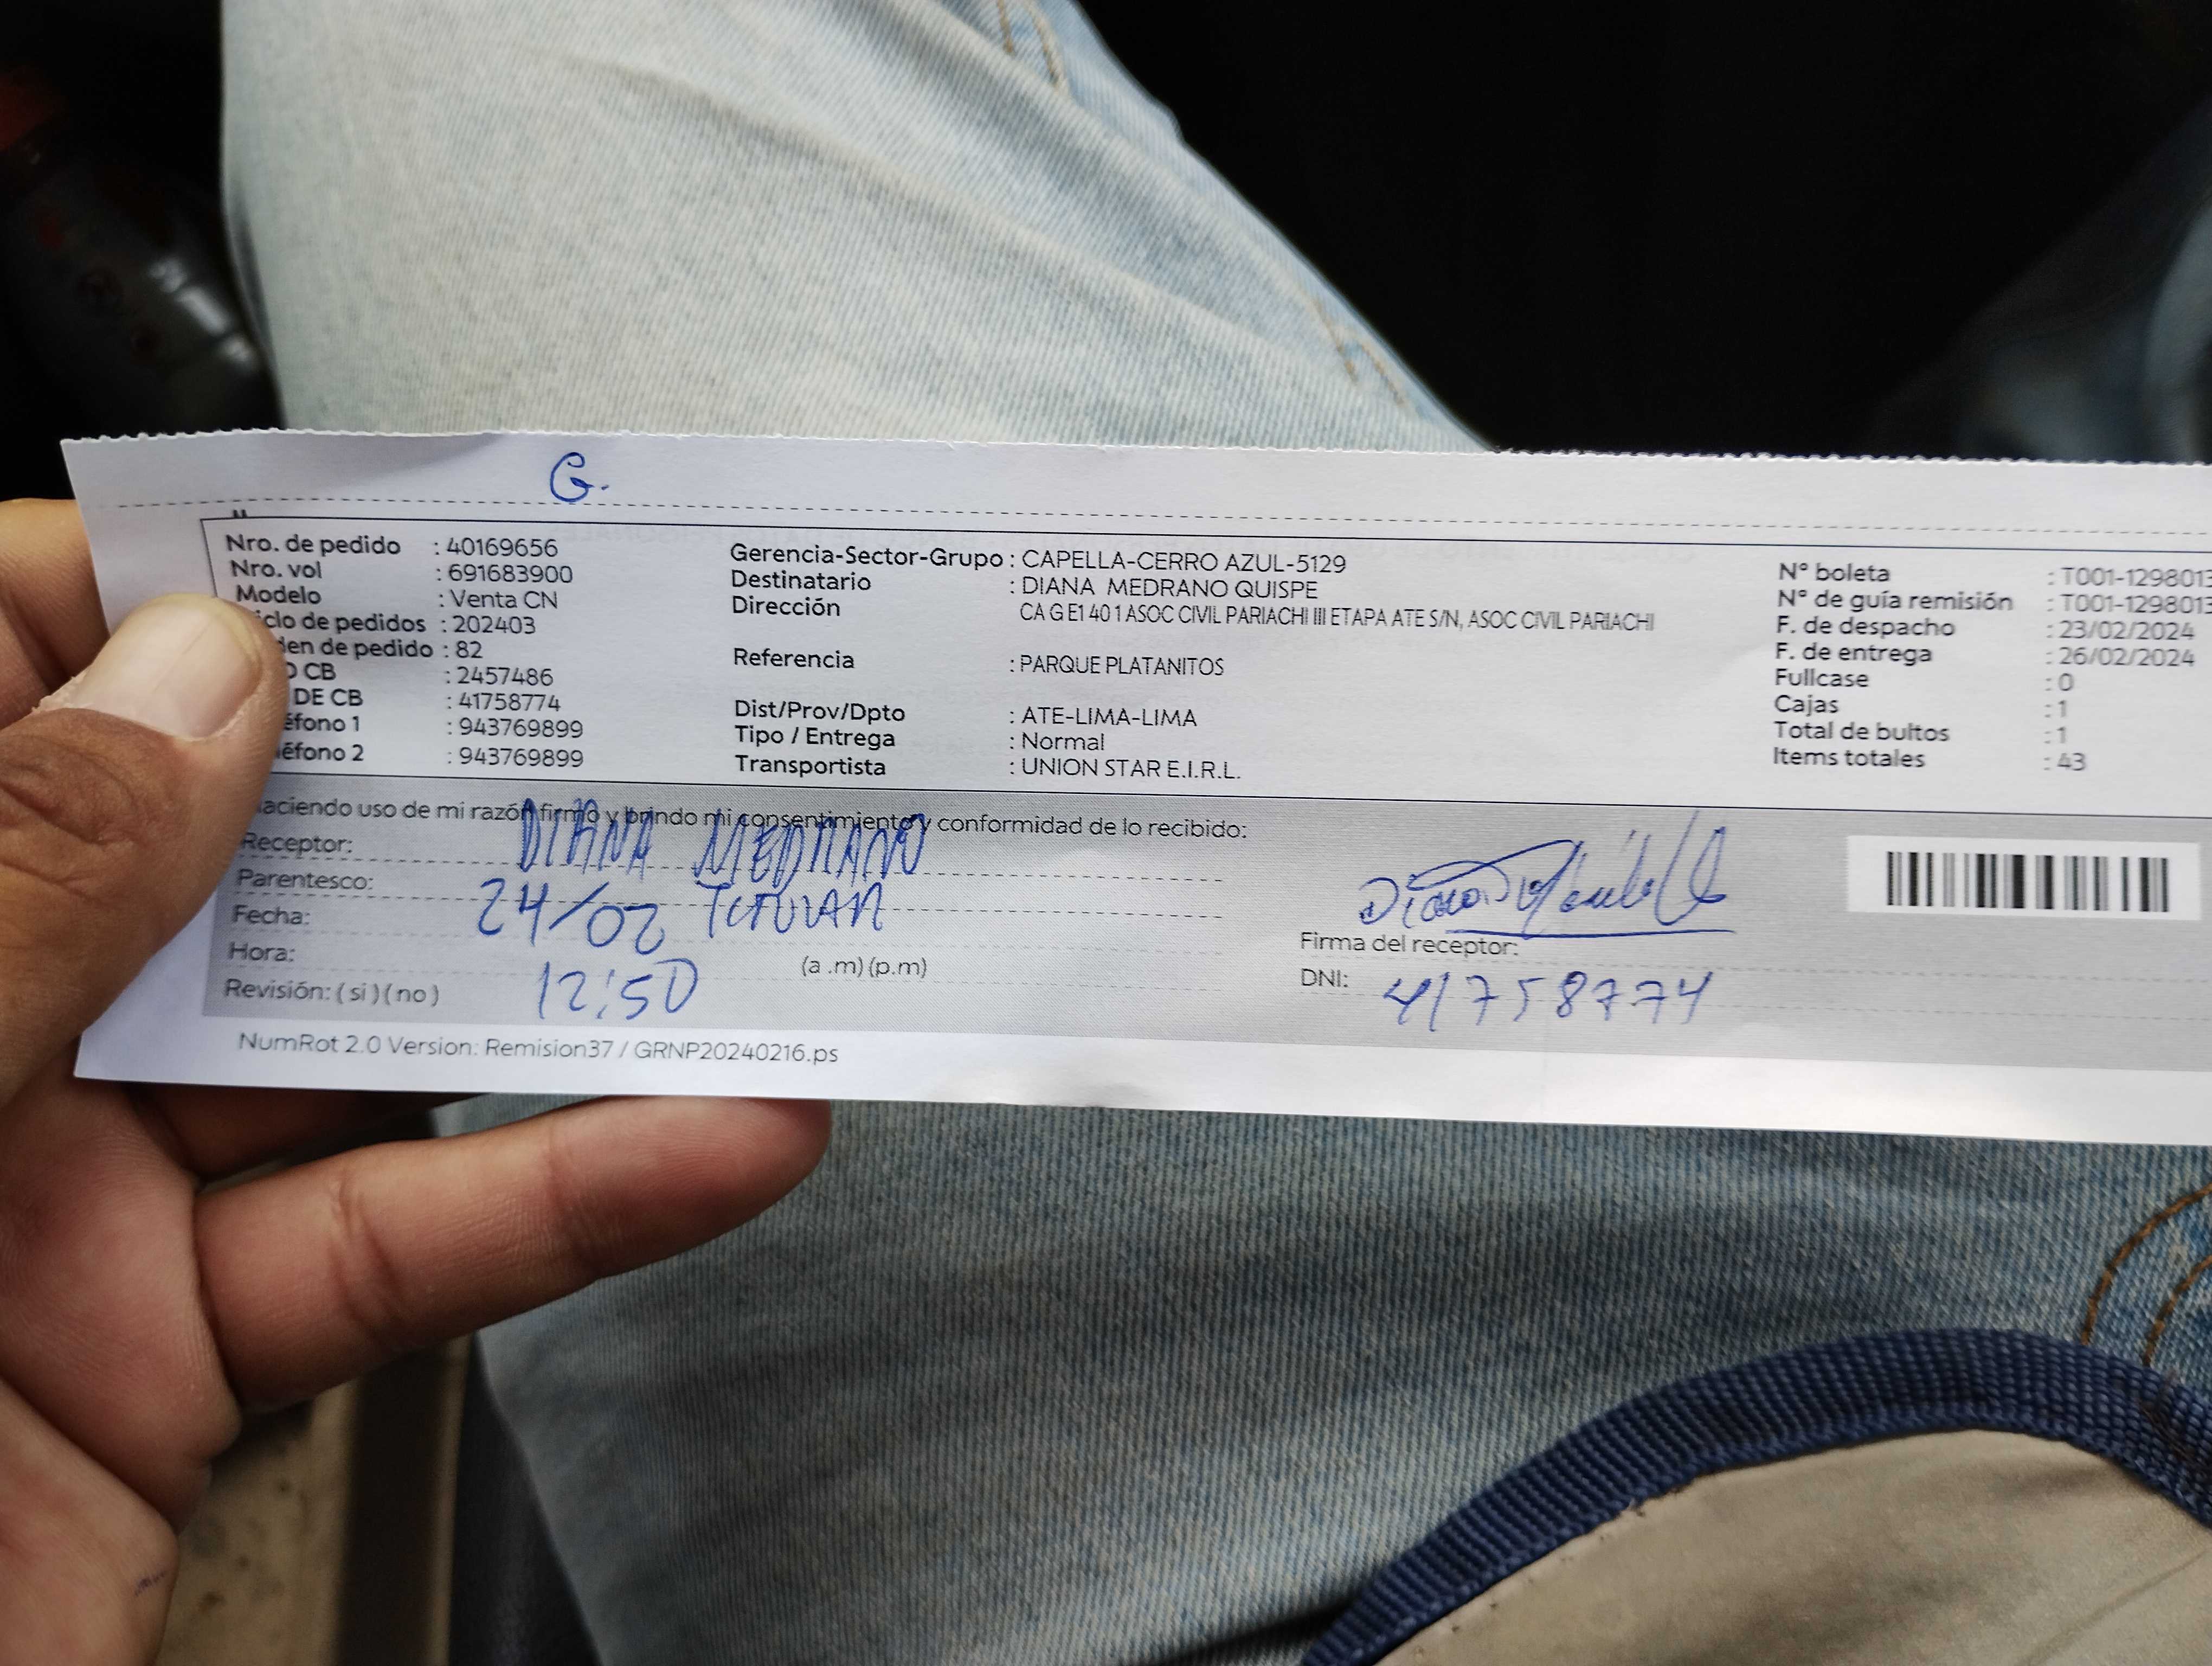 G.
Nro. de pedido : 40169656
Nro. vol : 691683900
Modelo : Venta CN
iclo de pedidos : 202403
den de pedido : 82
O CB : 2457486
DE CB : 41758774
éfono 1 : 943769899
léfono 2 : 943769899
Gerencia-Sector-Grupo : CAPELLA-CERRO AZUL-5129
Destinatario : DIANA MEDRANO QUISPE
Dirección CA G E1 40 1 ASOC CIVIL PARIACHI III ETAPA ATE S/N, ASOC CIVIL PARIACHI
Referencia : PARQUE PLATANITOS
Dist/Prov/Dpto : ATE-LIMA-LIMA
Tipo / Entrega : Normal
Transportista : UNION STAR E.I.R.L.
N° boleta : T001-1298013
N° de guía remisión : T001-1298013
F. de despacho : 23/02/2024
F. de entrega : 26/02/2024
Fullcase : 0
Cajas : 1
Total de bultos : 1
Items totales : 43
aciendo uso de mi razón firmo y brindo mi consentimiento y conformidad de lo recibido:
Receptor: DIANA MEDRANO
Parentesco: TITULAR
Fecha: 24/02
Hora: 12:50 (a .m) (p.m)
Revisión: ( si ) ( no )
Firma del receptor:
DNI: 41758774
NumRot 2.0 Version: Remision37 / GRNP20240216.ps